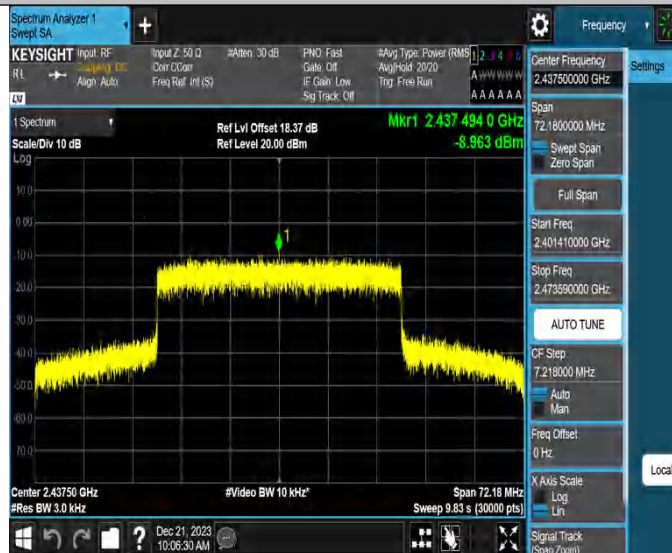 Spectrum Analyzer 1
Swept SA
Frequency
KEYSIGHT
Input: RF
Input Z: 50 Ω
#Atten: 30 dB
PNO: Fast
#Avg Type: Power (RMS
1 2 3 4 5 6
R L
Coupling: DC
Corr CCorr
Gate: Off
Avg|Hold: 20/20
A W W W W W
Align: Auto
Freq Ref: Int (S)
IF Gain: Low
Trig: Free Run
Sig Track: Off
A A A A A A
1 Spectrum
Ref Lvl Offset 18.37 dB
Mkr1 2.437 494 0 GHz
Scale/Div 10 dB
Ref Level 20.00 dBm
-8.963 dBm
Log
10.0
0.00
-10.0
-20.0
-30.0
-40.0
-50.0
-60.0
-70.0
1
Center 2.43750 GHz
#Video BW 10 kHz*
Span 72.18 MHz
#Res BW 3.0 kHz
Sweep 9.83 s (30000 pts)
?
Dec 21, 2023
10:06:30 AM
Center Frequency
2.437500000 GHz
Settings
Span
72.1800000 MHz
Swept Span
Zero Span
Full Span
Start Freq
2.401410000 GHz
Stop Freq
2.473590000 GHz
AUTO TUNE
CF Step
7.218000 MHz
Auto
Man
Freq Offset
0 Hz
X Axis Scale
Log
Lin
Local
Signal Track
(Span Zoom)